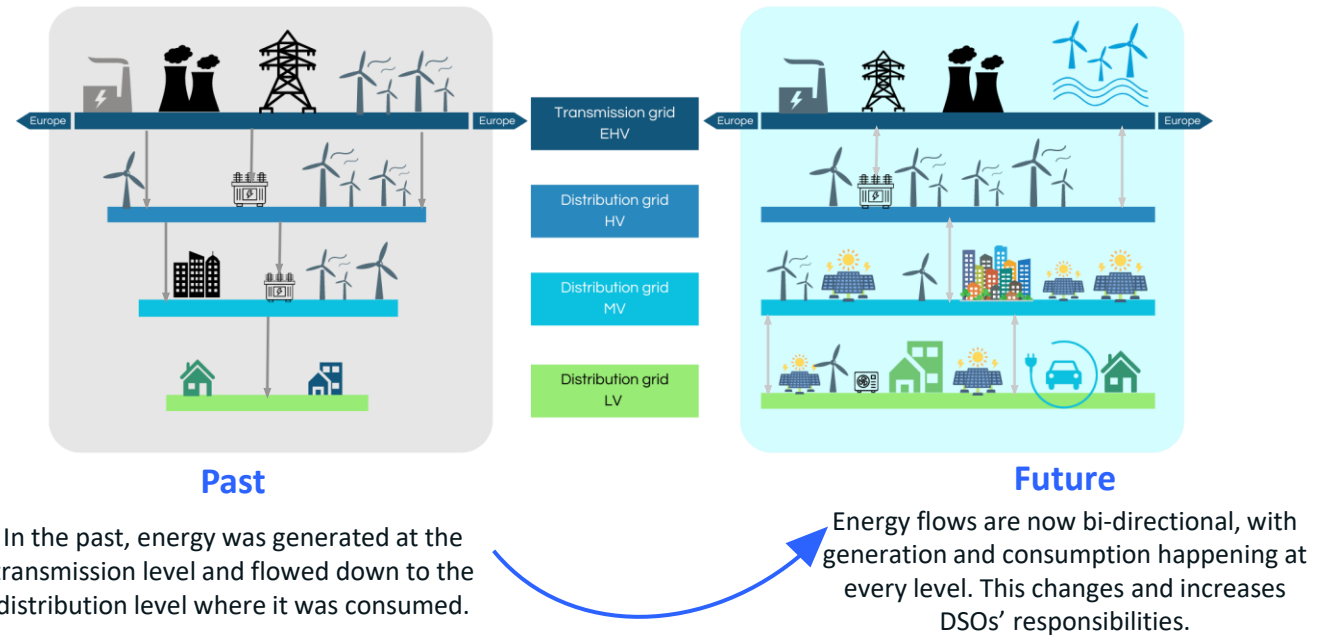 Europe
Europe
Transmission grid
EHV
Europe
Europe
Distribution grid
HV
Distribution grid
MV
Distribution grid
LV
Past
In the past, energy was generated at the
transmission level and flowed down to the
distribution level where it was consumed.
Future
Energy flows are now bi-directional, with
generation and consumption happening at
every level. This changes and increases
DSOs’ responsibilities.